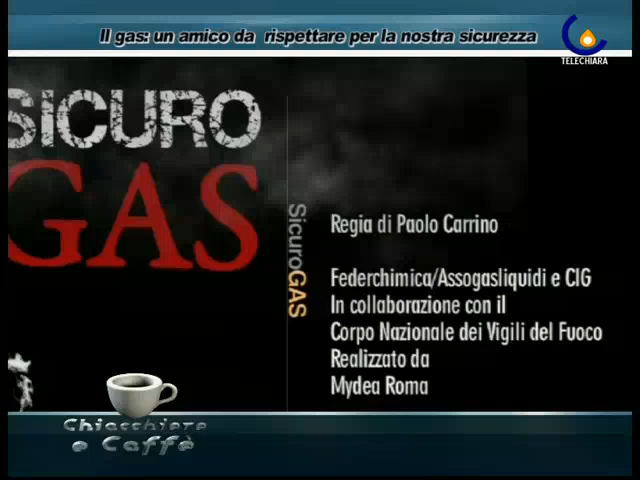 Il gas: un amico da rispettare per la nostra sicurezza
TELECHIARA
SICURO
GAS
SicuroGAS
Regia di Paolo Carrino
Federchimica/Assogasliquidi e CIG
In collaborazione con il
Corpo Nazionale dei Vigili del Fuoco
Realizzato da
Mydea Roma
Chiacchiere
e Caffè